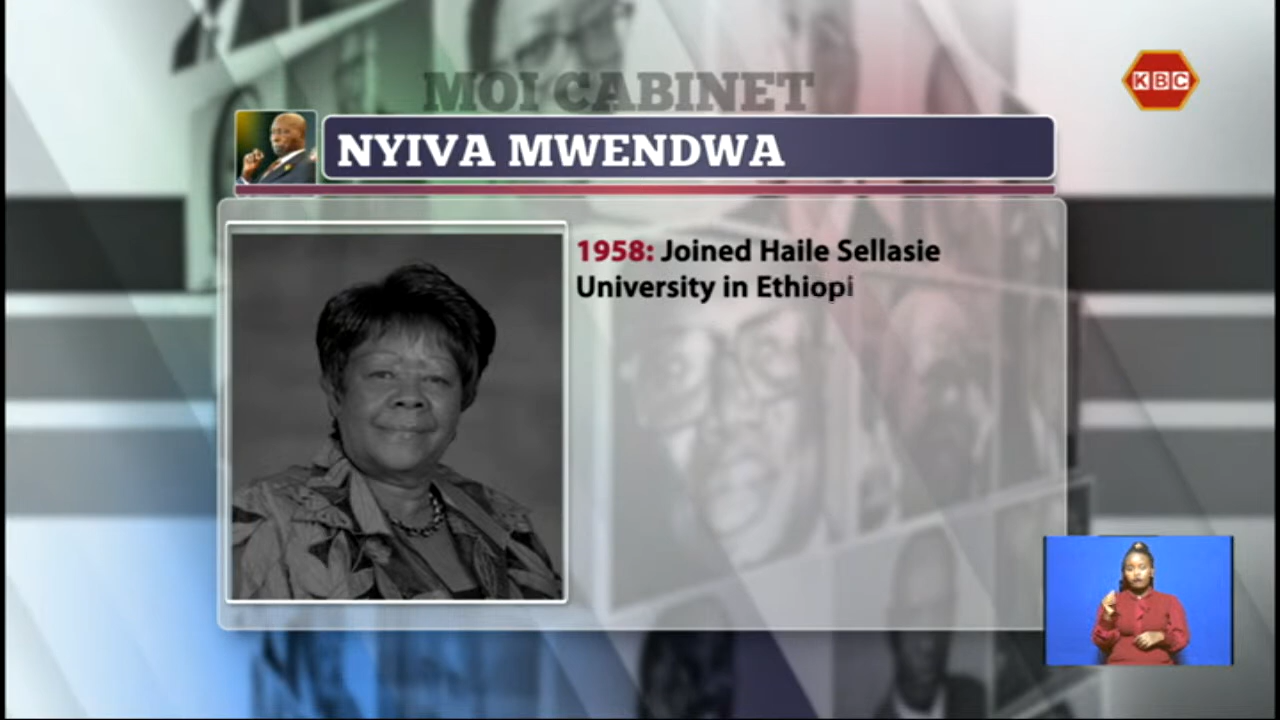 MOI CABINET
KBC
NYIVA MWENDWA
1958: Joined Haile Sellasie
University in Ethiopi